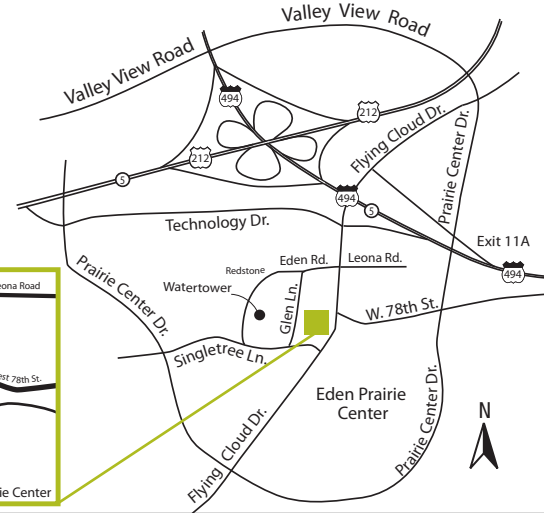 Valley View Road
Valley View Road
494
212
Flying Cloud Dr.
212
Prairie Center Dr.
5
494
5
Technology Dr.
Exit 11A
494
Prairie Center Dr.
Redstone
Eden Rd.
Leona Rd.
Watertower
Glen Ln.
W. 78th St.
Singletree Ln.
Eden Prairie
Center
Prairie Center Dr.
Flying Cloud Dr.
N
eona Road
est 78th St.
ie Center